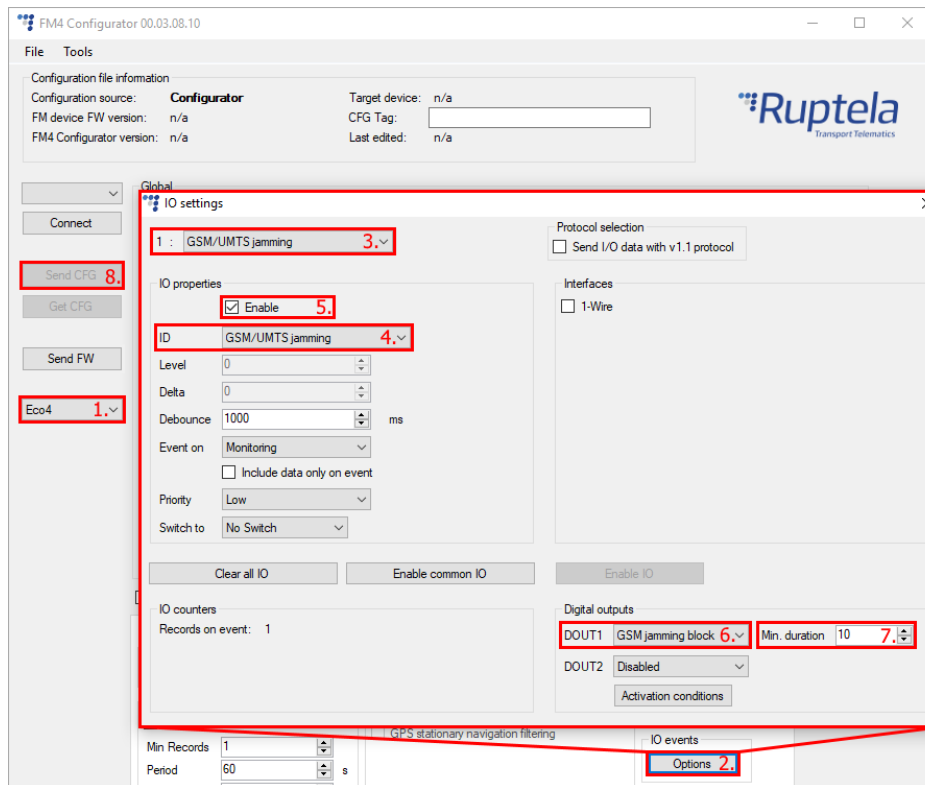 FM4 Configurator 00.03.08.10
File Tools
Configuration file information
Configuration source: Configurator Target device: n/a
FM device FW version: n/a CFG Tag:
FM4 Configurator version: n/a Last edited: n/a
Ruptela
Transport Telematics
Global
IO settings
Connect
1 : GSM/UMTS jamming 3.
Protocol selection
Send I/O data with v1.1 protocol
Send CFG 8.
Get CFG
IO properties
Interfaces
Enable 5.
1-Wire
ID GSM/UMTS jamming 4.
Send FW
Level 0
Delta 0
Eco4 1.
Debounce 1000 ms
Event on Monitoring
Include data only on event
Priority Low
Switch to No Switch
Clear all IO Enable common IO Enable IO
IO counters
Records on event: 1
Digital outputs
DOUT1 GSM jamming block 6. Min. duration 10 7.
DOUT2 Disabled
Activation conditions
GPS stationary navigation filtering
IO events
Min Records 1
Options 2.
Period 60 s